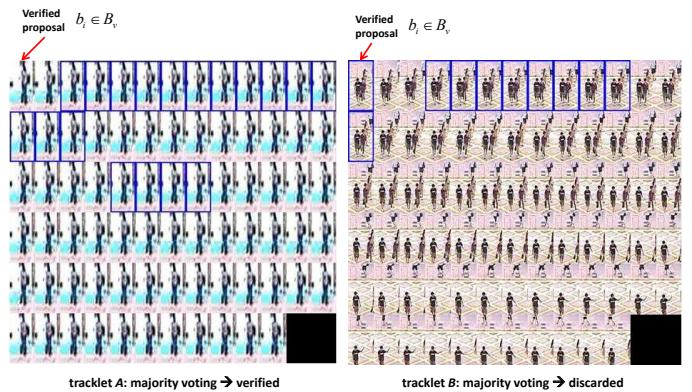 Verified
proposal b_i ∈ B_v
Verified
proposal b_i ∈ B_v
tracklet A: majority voting ➔ verified
tracklet B: majority voting ➔ discarded